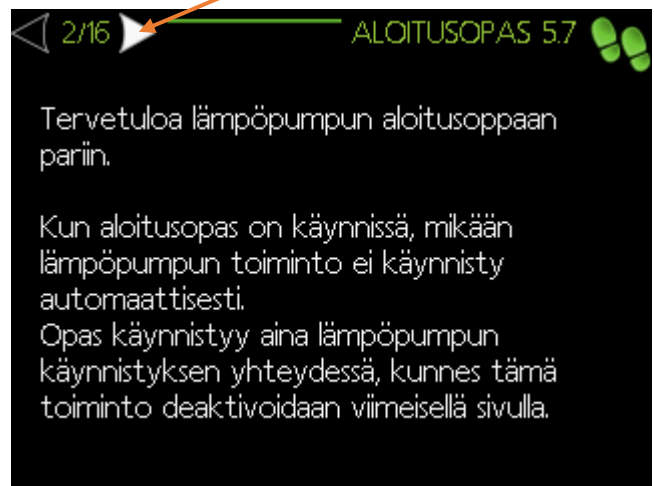 2/16
ALOITUSOPAS 5.7
Tervetuloa lämpöpumpun aloitusoppaan
pariin.
Kun aloitusopas on käynnissä, mikään
lämpöpumpun toiminto ei käynnisty
automaattisesti.
Opas käynnistyy aina lämpöpumpun
käynnistyksen yhteydessä, kunnes tämä
toiminto deaktivoidaan viimeisellä sivulla.